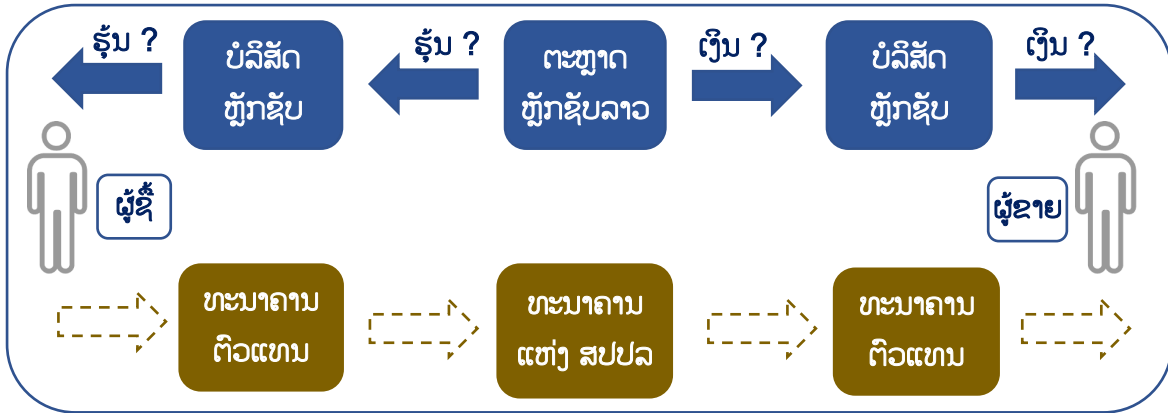 ຮຸ້ນ ?
ບໍລິສັດ
ຫຼັກຊັບ
ຮຸ້ນ ?
ຕະຫຼາດ
ຫຼັກຊັບລາວ
ເງິນ ?
ບໍລິສັດ
ຫຼັກຊັບ
ເງິນ ?
ຜູ້ຊື້
ຜູ້ຂາຍ
ທະນາຄານ
ຕົວແທນ
ທະນາຄານ
ແຫ່ງ ສປປລ
ທະນາຄານ
ຕົວແທນ